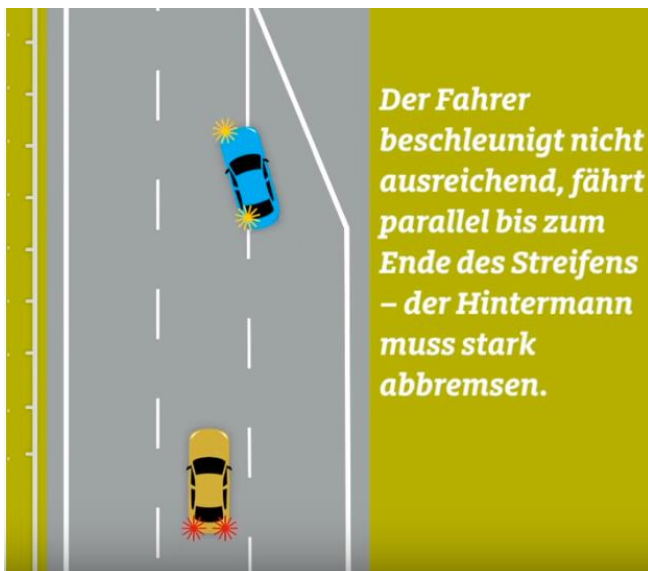 Der Fahrer
beschleunigt nicht
ausreichend, fährt
parallel bis zum
Ende des Streifens
– der Hintermann
muss stark
abbremsen.